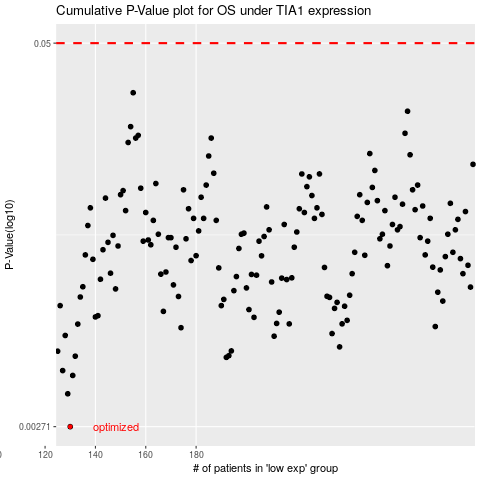 Cumulative P-Value plot for OS under TIA1 expression
0.05
P-Value(log10)
0.00271
optimized
0 120 140 160 180
# of patients in 'low exp' group